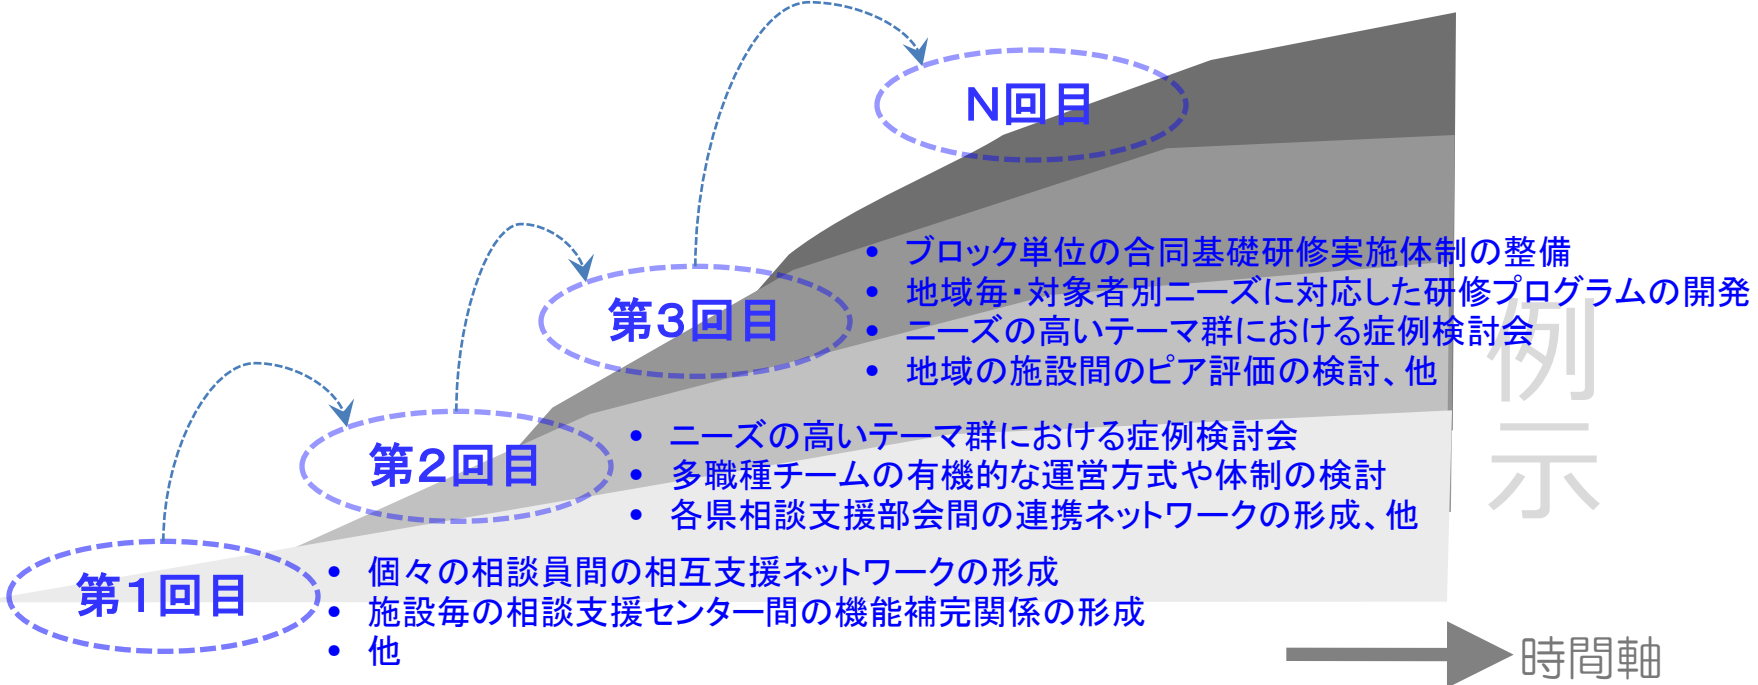 N回目
• ブロック単位の合同基礎研修実施体制の整備
• 地域毎・対象者別ニーズに対応した研修プログラムの開発
• ニーズの高いテーマ群における症例検討会
• 地域の施設間のピア評価の検討、他
第3回目
例示
• ニーズの高いテーマ群における症例検討会
• 多職種チームの有機的な運営方式や体制の検討
• 各県相談支援部会間の連携ネットワークの形成、他
第2回目
• 個々の相談員間の相互支援ネットワークの形成
• 施設毎の相談支援センター間の機能補完関係の形成
• 他
第1回目
時間軸